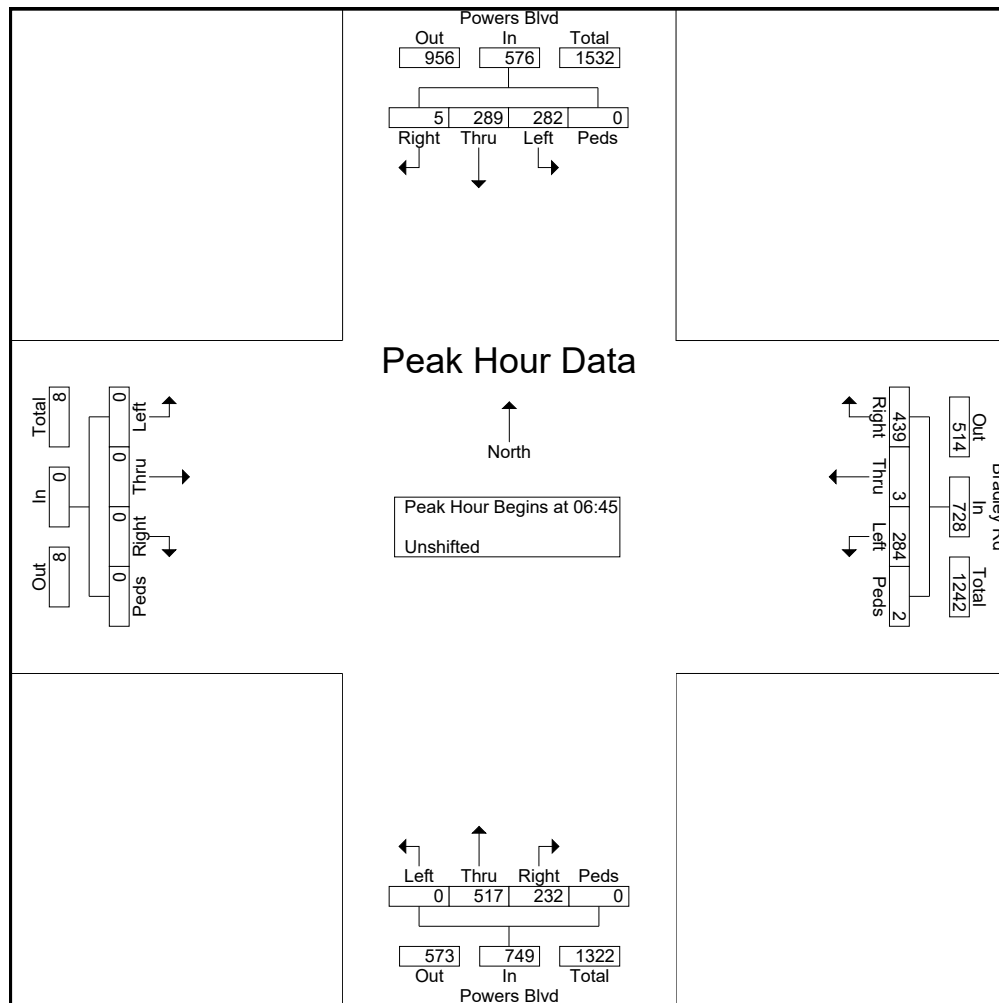 Powers Blvd
Out In Total
956 576 1532
5 289 282 0
Right Thru Left Peds
Peak Hour Data
North
Peak Hour Begins at 06:45
Unshifted
Total In Out
8 0 8
0 0 0 0
Left Thru Right Peds
Bradley Rd
Out In Total
514 728 1242
439 3 284 2
Right Thru Left Peds
Left Thru Right Peds
0 517 232 0
573 749 1322
Out In Total
Powers Blvd